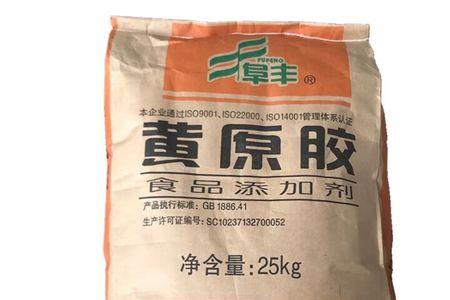 FUFENG
阜丰®
本企业通过ISO9001、ISO22000、ISO14001管理体系认证
黄原胶
食品添加剂
产品执行标准: GB 1886.41
生产许可证编号: SC10237132700052
净含量: 25kg